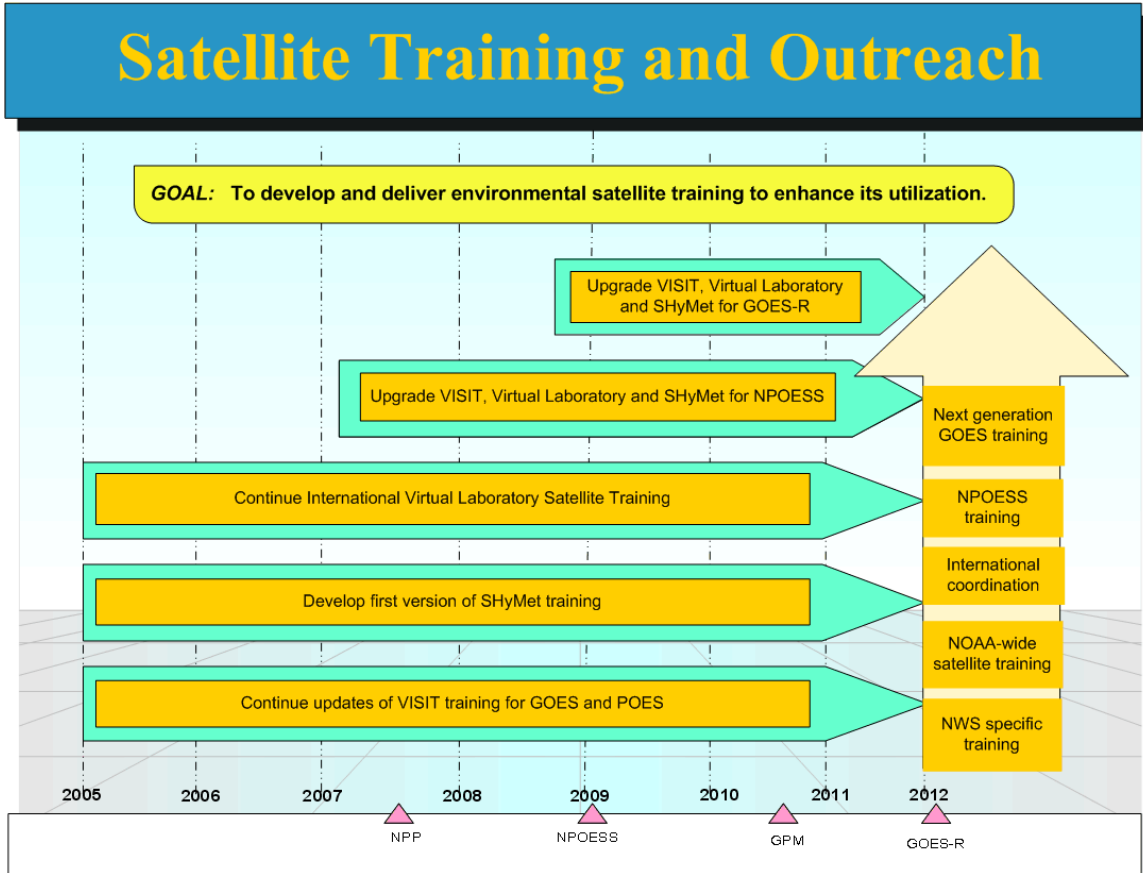 Satellite Training and Outreach
GOAL: To develop and deliver environmental satellite training to enhance its utilization.
Upgrade VISIT, Virtual Laboratory
and SHyMet for GOES-R
Upgrade VISIT, Virtual Laboratory and SHyMet for NPOESS
Continue International Virtual Laboratory Satellite Training
Develop first version of SHyMet training
Continue updates of VISIT training for GOES and POES
Next generation
GOES training
NPOESS
training
International
coordination
NOAA-wide
satellite training
NWS specific
training
2005 2006 2007 2008 2009 2010 2011 2012
NPP NPOESS GPM GOES-R